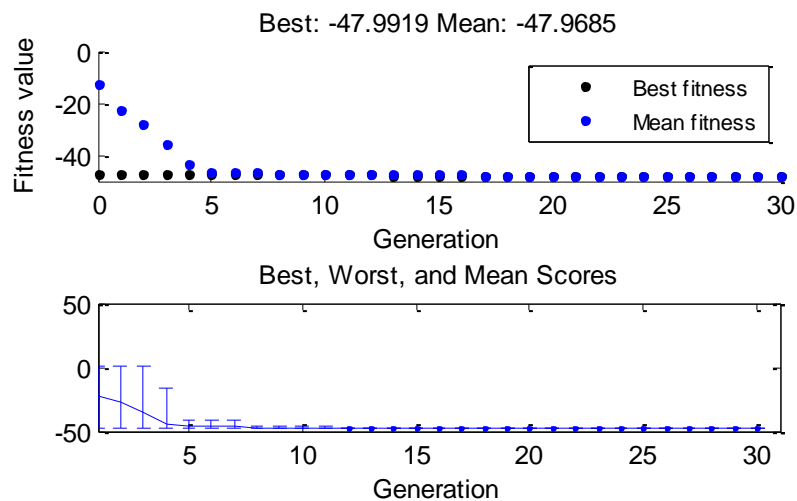 Best: -47.9919 Mean: -47.9685
Fitness value
0
-20
-40
Best fitness
Mean fitness
0 5 10 15 20 25 30
Generation
Best, Worst, and Mean Scores
50
0
-50
5 10 15 20 25 30
Generation